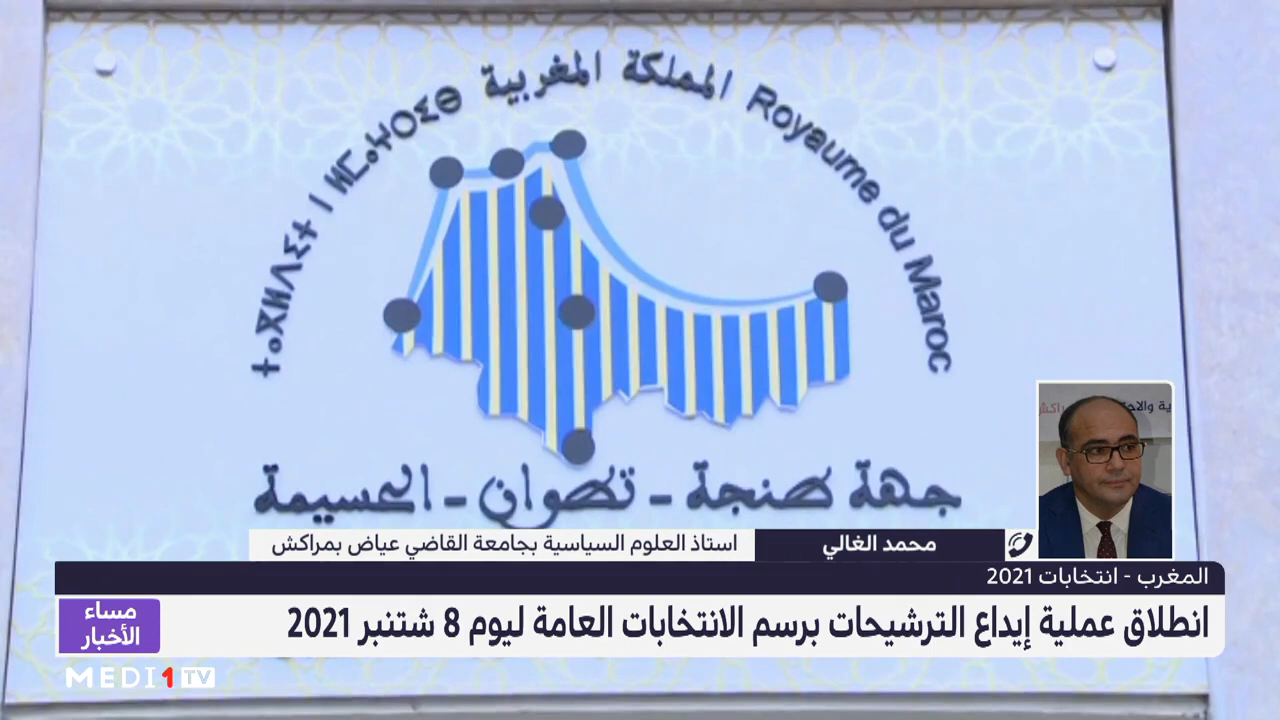 ⵜⴰⴳⵍⴷⵉⵜ ⵏ ⵍⵎⴰⵖⵔⵉⴱ المملكة المغربية Royaume du Maroc
جهة طنجة - تطوان - الحسيمة
محمد الغالي
استاذ العلوم السياسية بجامعة القاضي عياض بمراكش
المغرب - انتخابات 2021
انطلاق عملية إيداع الترشيحات برسم الانتخابات العامة ليوم 8 شتنبر 2021
مساء
الأخبار
MEDI1TV